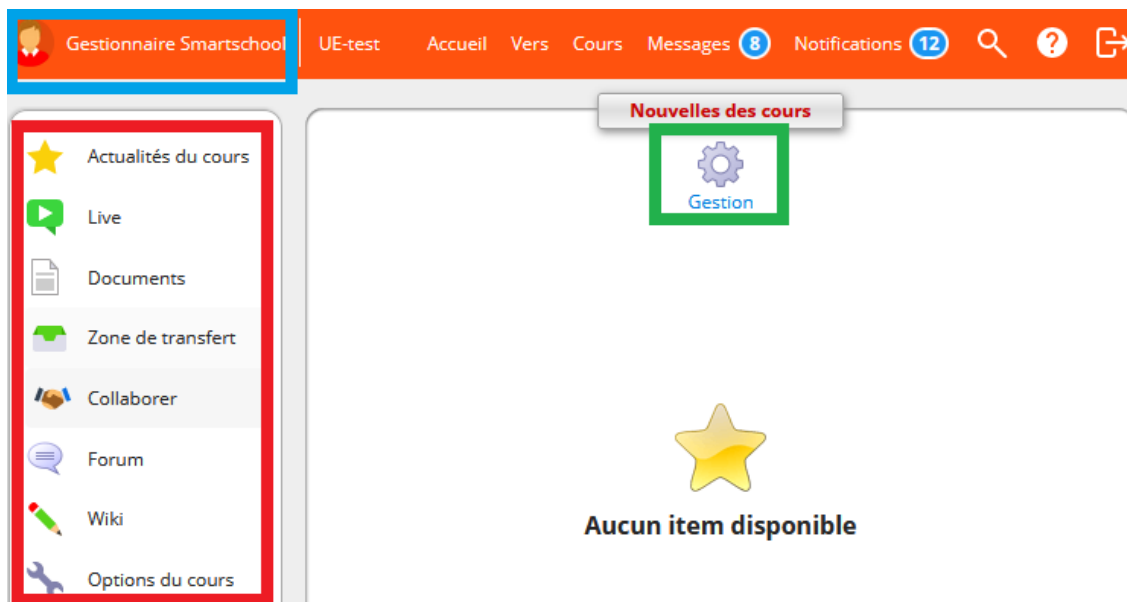 Gestionnaire Smartschool UE-test Accueil Vers Cours Messages 8 Notifications 12 ?
Nouvelles des cours
Gestion
Actualités du cours
Live
Documents
Zone de transfert
Collaborer
Forum
Wiki
Options du cours
Aucun item disponible